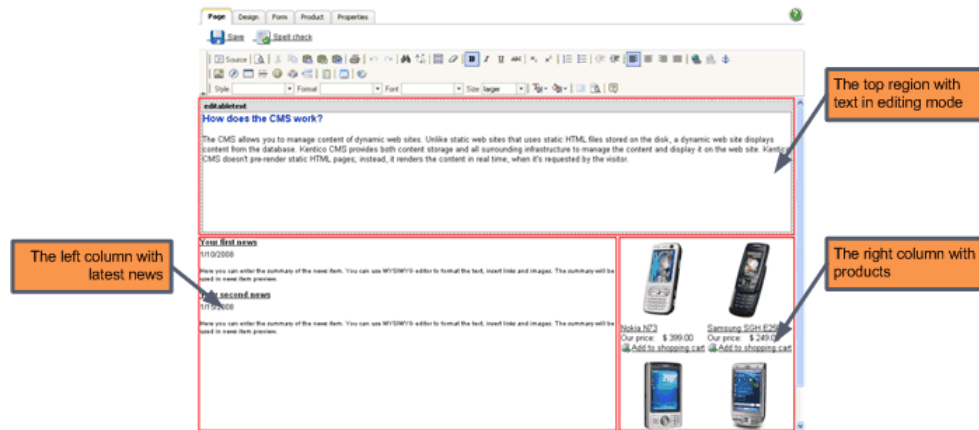 Page Design Form Product Properties
Save Spell check
Source
Style Format Font Size larger
editabletext
How does the CMS work?
The CMS allows you to manage content of dynamic web sites. Unlike static web sites that uses static HTML files stored on the disk, a dynamic web site displays
content from the database. Kentico CMS provides both content storage and all surrounding infrastructure to manage the content and display it on the web site. Kentico
CMS doesn't pre-render static HTML pages; instead, it renders the content in real time, when it's requested by the visitor.
The top region with
text in editing mode
Your first news
1/10/2008
Here you can enter the summary of the news item. You can use WYSIWYG editor to format the text, insert links and images. The summary will be
used in news item preview.
Your second news
1/15/2008
Here you can enter the summary of the news item. You can use WYSIWYG editor to format the text, insert links and images. The summary will be
used in news item preview.
The left column with
latest news
The right column with
products
Nokia N73 Samsung SGH
Our price: $ 399.00 Our price: $ 249.00
Add to shopping cart Add to shopping cart